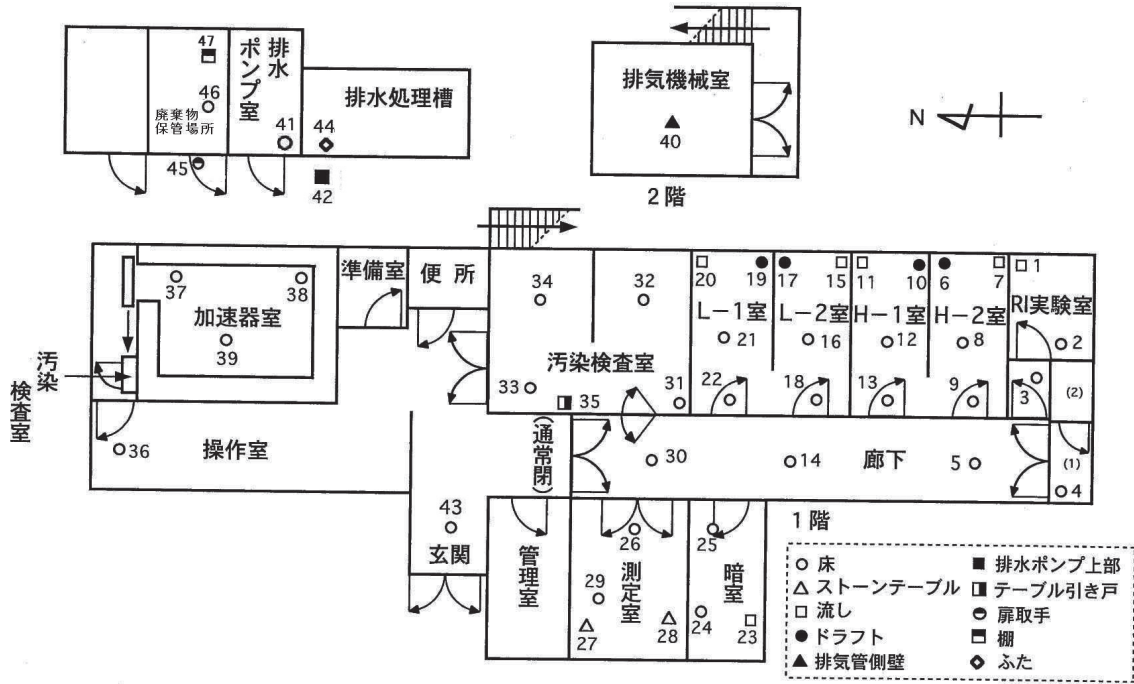 47
排水
ポンプ室
46
廃棄物
保管場所
41
44
排水処理槽
45
42
排気機械室
40
2階
N
34
32
準備室
便所
37
38
加速器室
39
20
19
17
15
11
10
6
7
1
L－1室
L－2室
H－1室
H－2室
RI実験室
21
16
12
8
2
汚染検査室
33
35
31
22
18
13
9
3
(2)
汚染
検査室
36
操作室
(通常閉)
30
14
廊下
5
(1)
4
43
玄関
管理室
26
29
測定室
27
28
25
暗室
24
23
1階
床
ストーンテーブル
流し
ドラフト
排気管側壁
排水ポンプ上部
テーブル引き戸
扉取手
棚
ふた